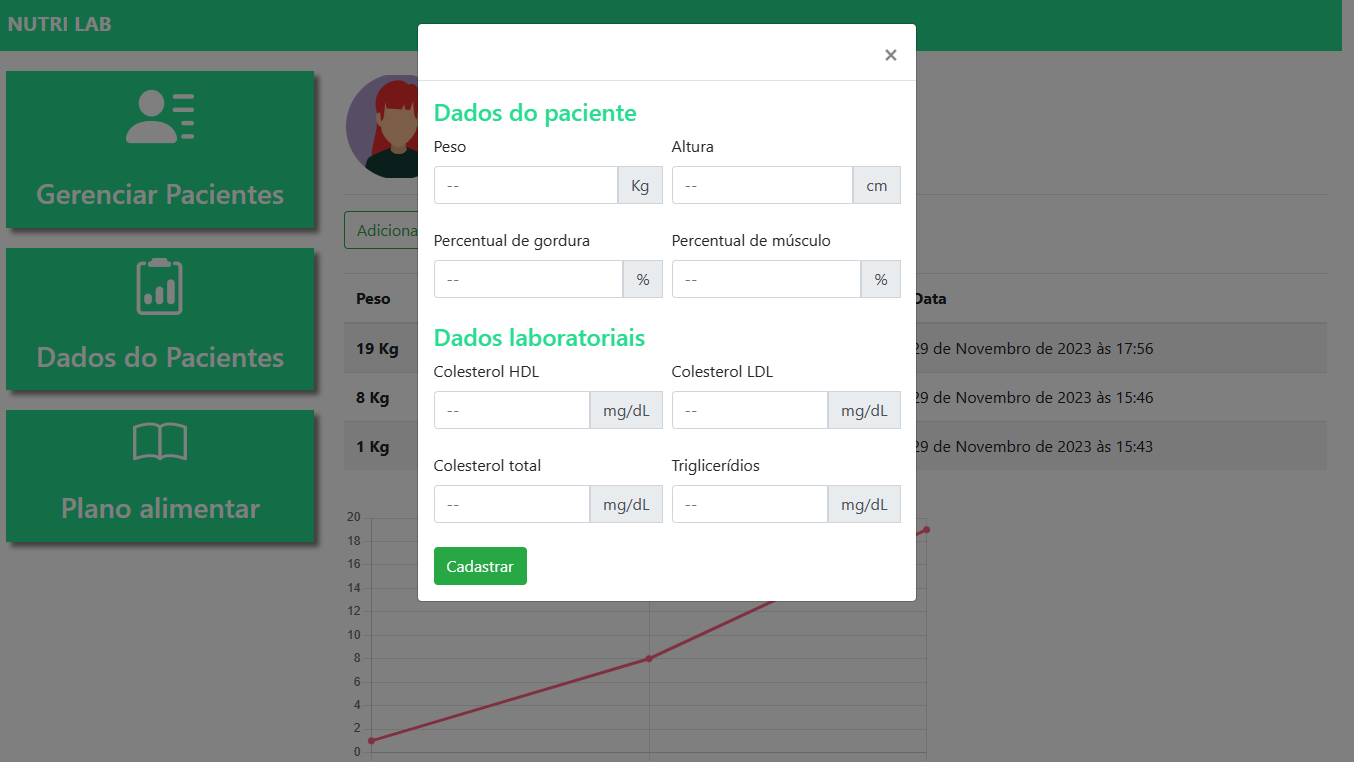 NUTRI LAB
×
Gerenciar Pacientes
Dados do Pacientes
Plano alimentar
Adiciona
Peso
Data
19 Kg
29 de Novembro de 2023 às 17:56
8 Kg
29 de Novembro de 2023 às 15:46
1 Kg
29 de Novembro de 2023 às 15:43
20
18
16
14
12
10
8
6
4
2
0
Dados do paciente
Peso Altura
-- Kg -- cm
Percentual de gordura Percentual de músculo
-- % -- %
Dados laboratoriais
Colesterol HDL Colesterol LDL
-- mg/dL -- mg/dL
Colesterol total Triglicerídios
-- mg/dL -- mg/dL
Cadastrar